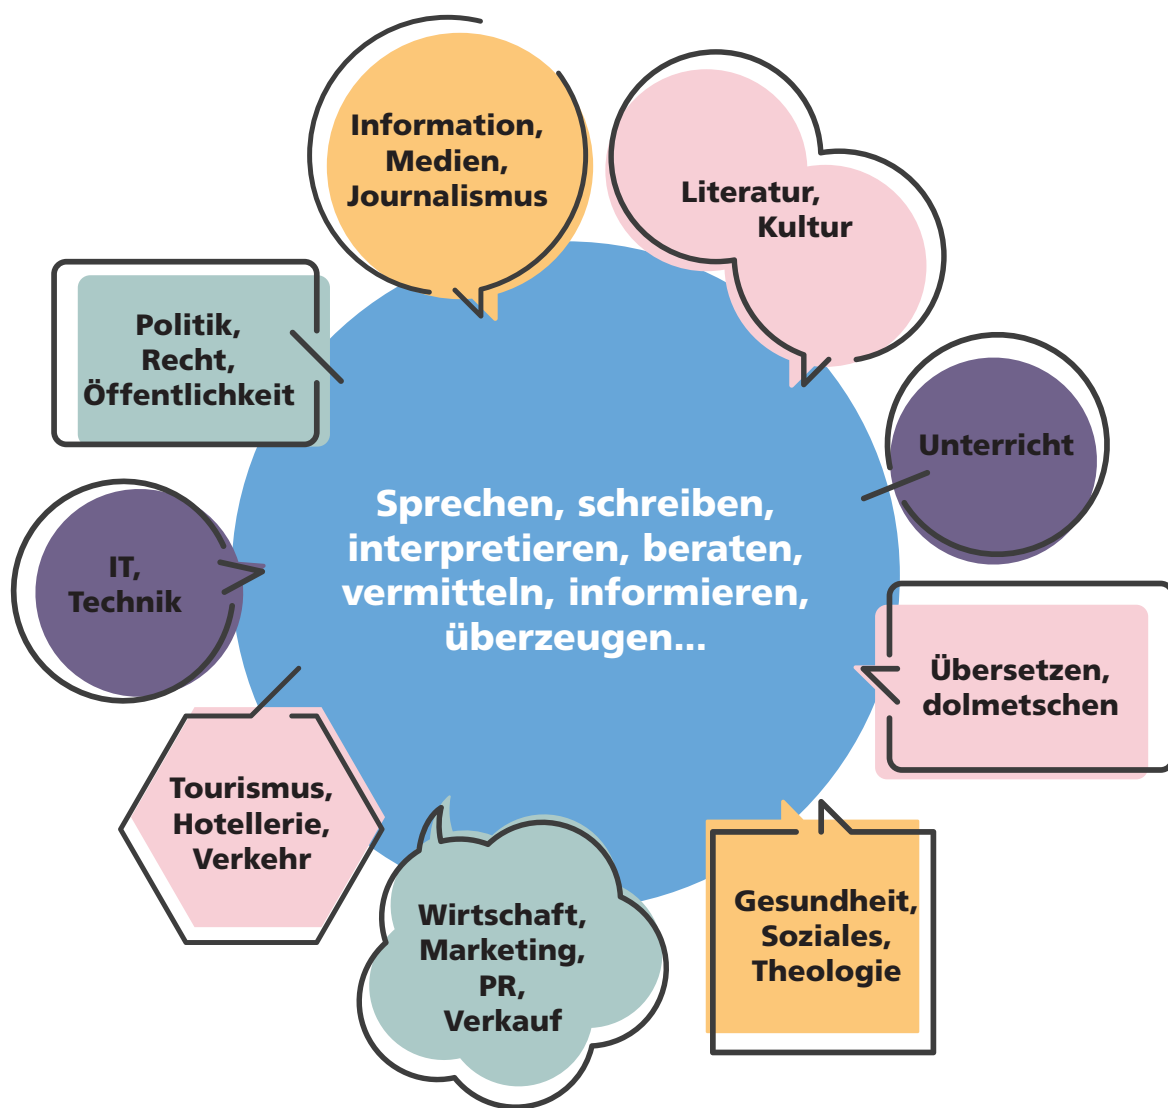 Information,
Medien,
Journalismus
Literatur,
Kultur
Politik,
Recht,
Öffentlichkeit
Unterricht
Sprechen, schreiben,
interpretieren, beraten,
vermitteln, informieren,
überzeugen...
IT,
Technik
Übersetzen,
dolmetschen
Tourismus,
Hotellerie,
Verkehr
Wirtschaft,
Marketing,
PR,
Verkauf
Gesundheit,
Soziales,
Theologie